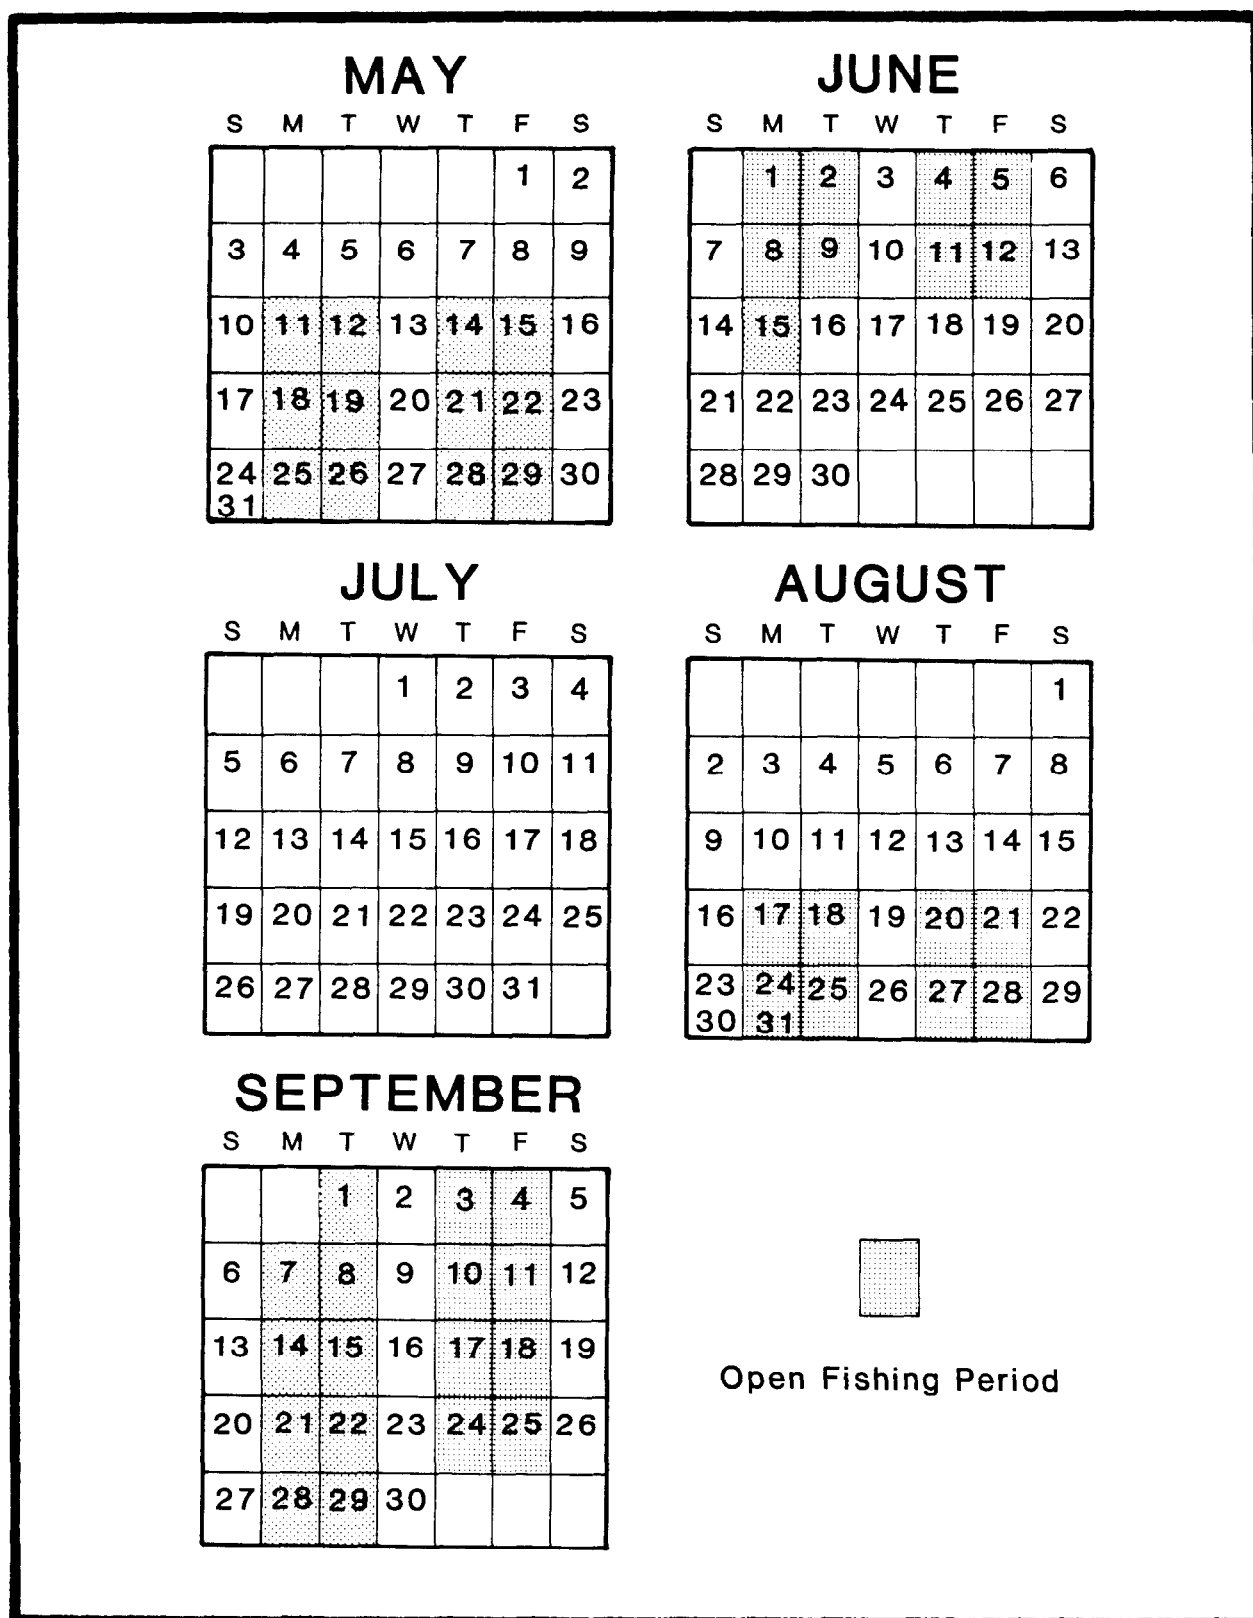 MAY
S M T W T F S
1 2
3 4 5 6 7 8 9
10 11 12 13 14 15 16
17 18 19 20 21 22 23
24 25 26 27 28 29 30
31
JUNE
S M T W T F S
1 2 3 4 5 6
7 8 9 10 11 12 13
14 15 16 17 18 19 20
21 22 23 24 25 26 27
28 29 30
JULY
S M T W T F S
1 2 3 4
5 6 7 8 9 10 11
12 13 14 15 16 17 18
19 20 21 22 23 24 25
26 27 28 29 30 31
AUGUST
S M T W T F S
1
2 3 4 5 6 7 8
9 10 11 12 13 14 15
16 17 18 19 20 21 22
23 24 25 26 27 28 29
30 31
SEPTEMBER
S M T W T F S
1 2 3 4 5
6 7 8 9 10 11 12
13 14 15 16 17 18 19
20 21 22 23 24 25 26
27 28 29 30
Open Fishing Period